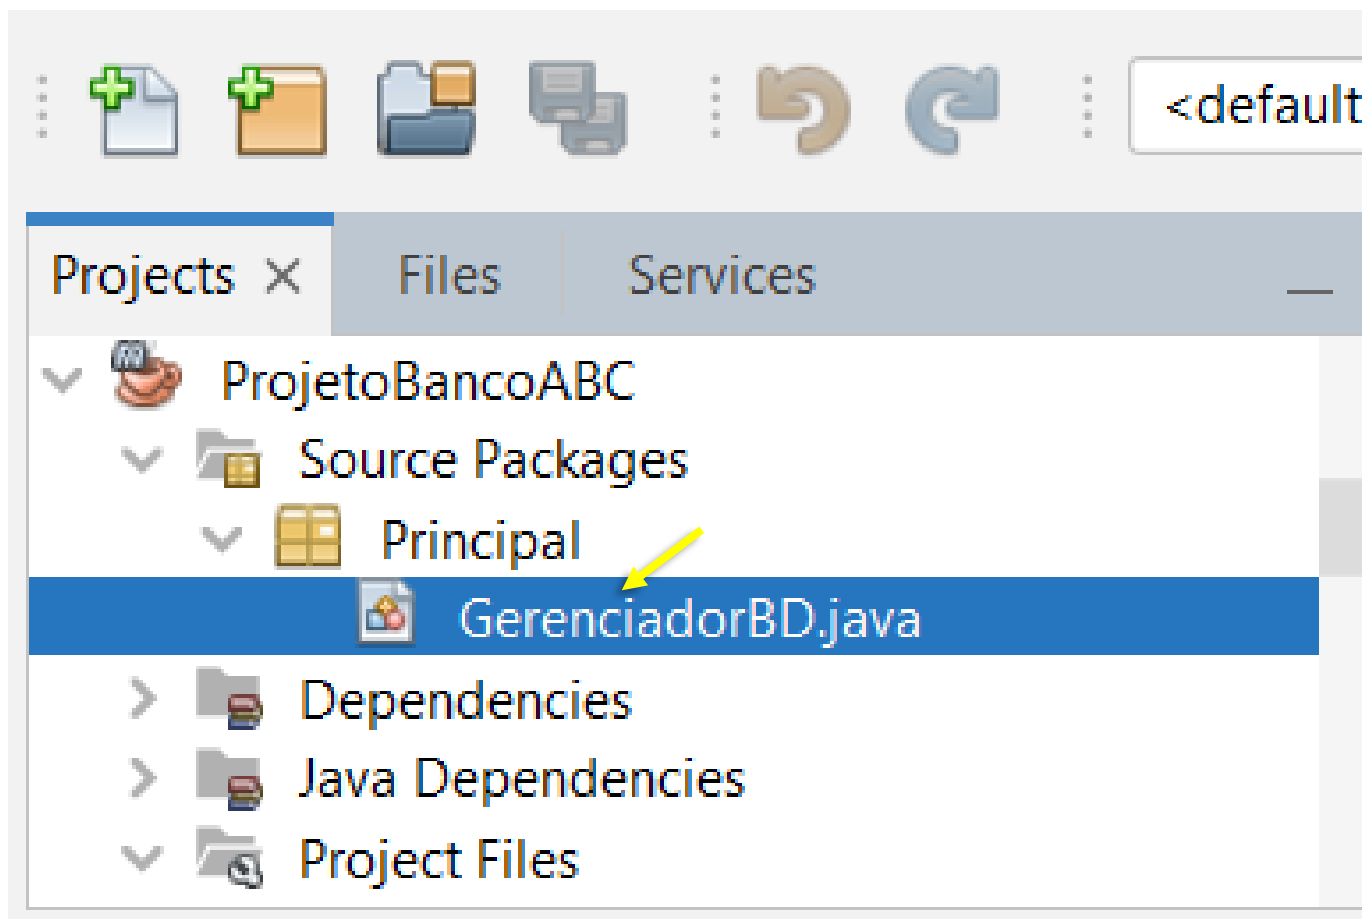 <default
Projects Files Services
ProjetoBancoABC
Source Packages
Principal
GerenciadorBD.java
Dependencies
Java Dependencies
Project Files